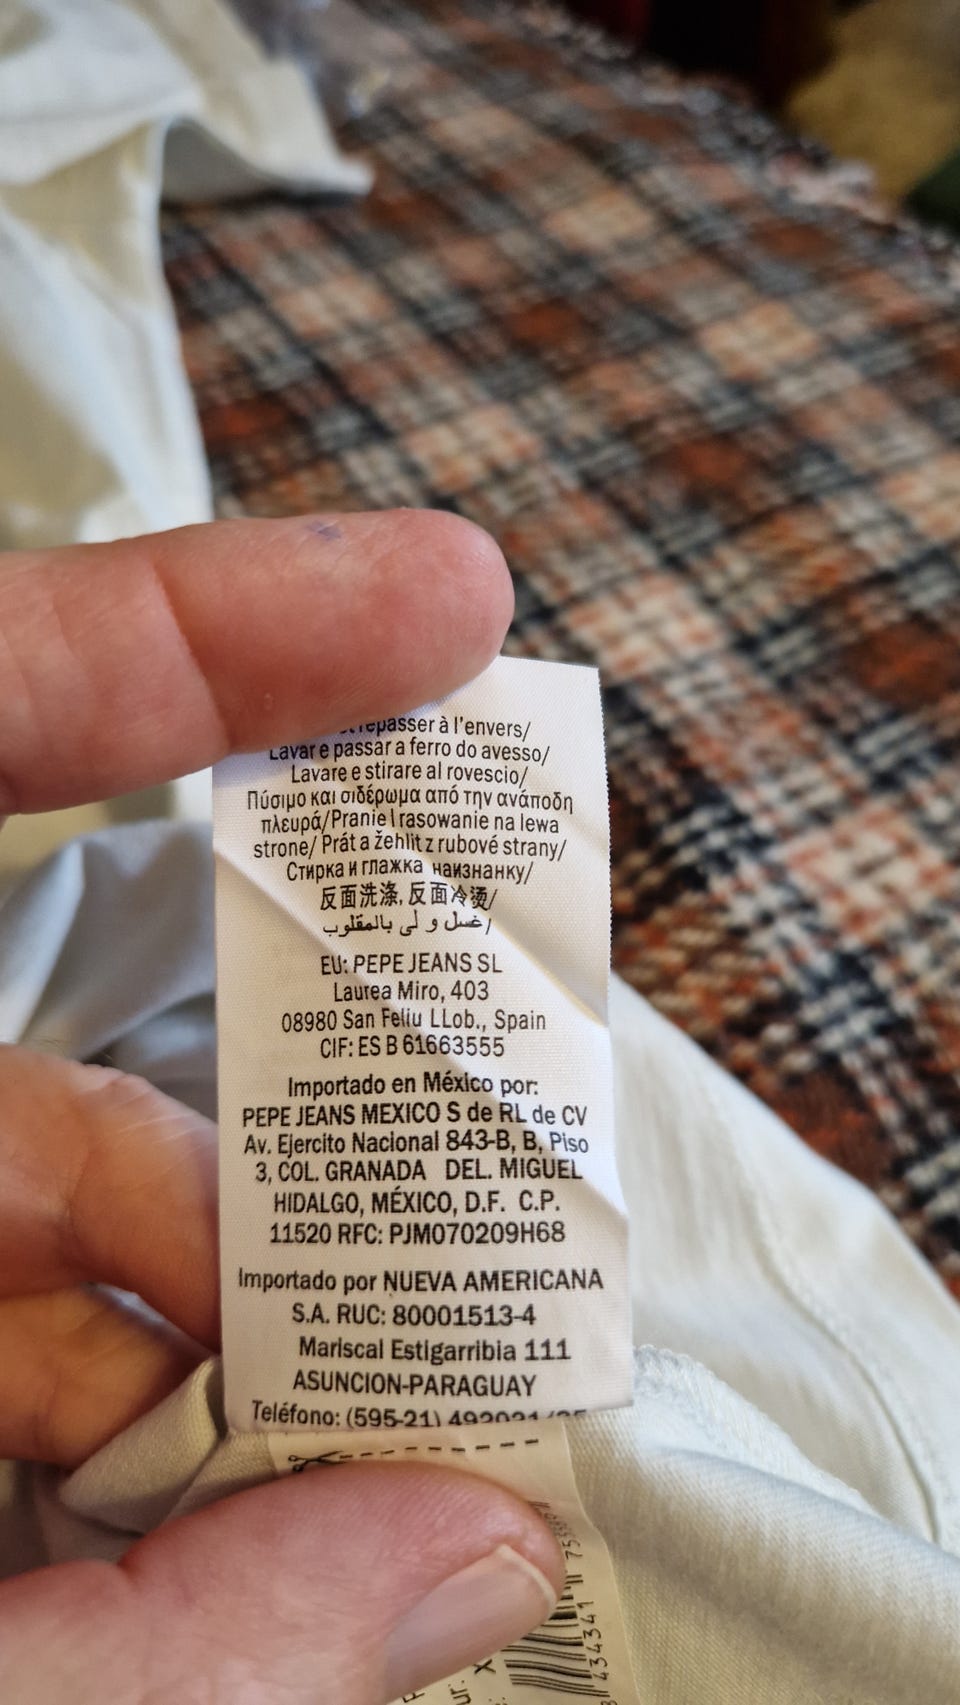 repasser à l'envers/
Lavar e passar a ferro do avesso/
Lavare e stirare al rovescio/
Πύσιμο και σιδέρωμα από την ανάποδη
πλευρά/Pranie I rasowanie na lewa
strone/ Prát a žehlit z rubové strany/
Стирка и глажка наизнанку/
反面洗涤, 反面冷烫/
غسل و لى بالمقلوب/
EU: PEPE JEANS SL
Laurea Miro, 403
08980 San Feliu LLob., Spain
CIF: ES B 61663555
Importado en México por:
PEPE JEANS MEXICO S de RL de CV
Av. Ejercito Nacional 843-B, B, Piso
3, COL. GRANADA DEL. MIGUEL
HIDALGO, MÉXICO, D.F. C.P.
11520 RFC: PJM070209H68
Importado por NUEVA AMERICANA
S.A. RUC: 80001513-4
Mariscal Estigarribia 111
ASUNCION-PARAGUAY
Teléfono: (595-21) 492021/25
434341